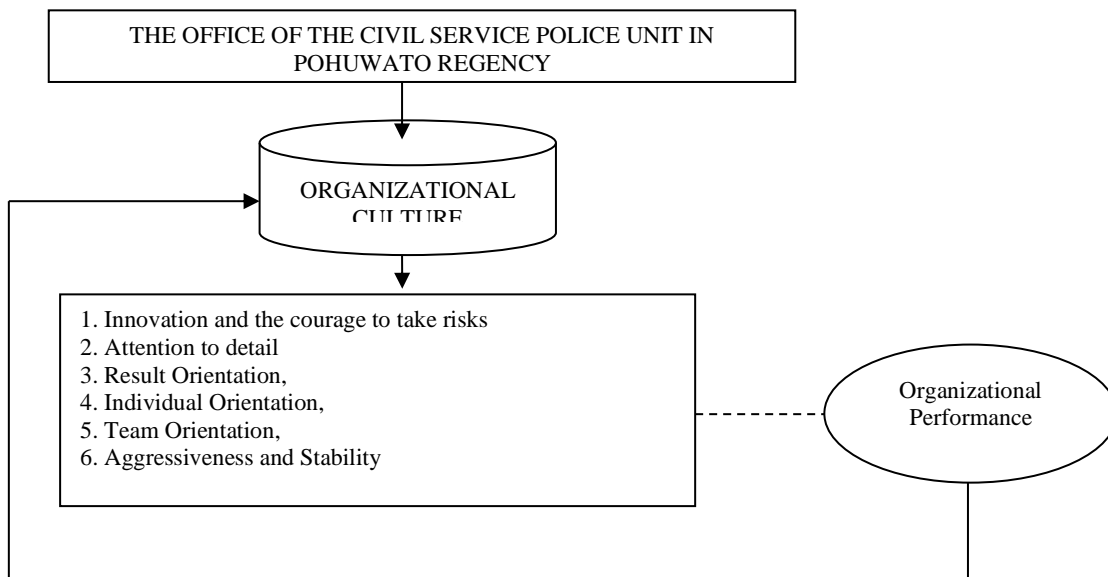 THE OFFICE OF THE CIVIL SERVICE POLICE UNIT IN
POHUWATO REGENCY
ORGANIZATIONAL
CULTURE
1. Innovation and the courage to take risks
2. Attention to detail
3. Result Orientation,
4. Individual Orientation,
5. Team Orientation,
6. Aggressiveness and Stability
Organizational
Performance